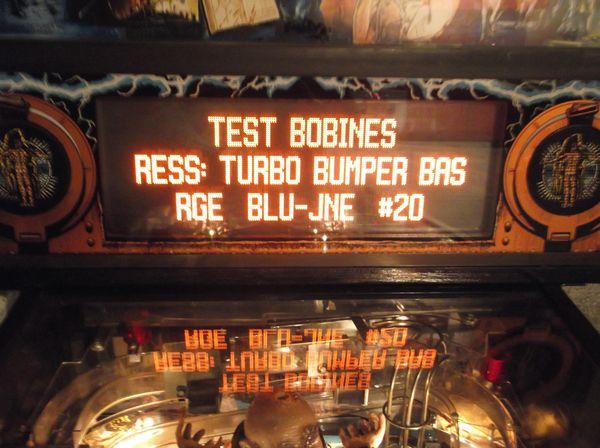 TEST BOBINES
RESS: TURBO BUMPER BAS
RGE BLU-JNE #20